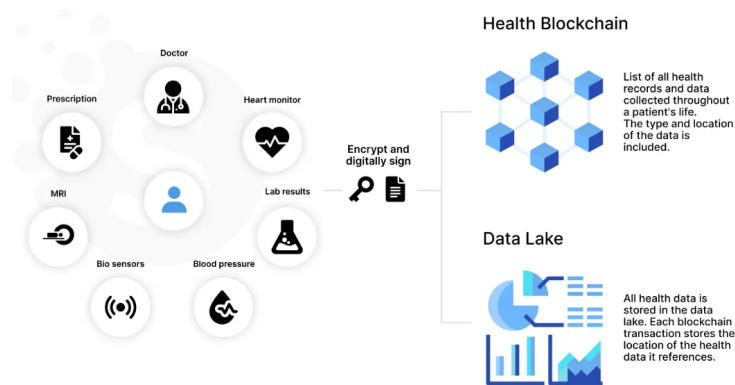 Doctor
Prescription
Heart monitor
MRI
Lab results
Bio sensors
Blood pressure
Encrypt and
digitally sign
Health Blockchain
List of all health
records and data
collected throughout
a patient's life.
The type and location
of the data is
included.
Data Lake
All health data is
stored in the data
lake. Each blockchain
transaction stores the
location of the health
data it references.